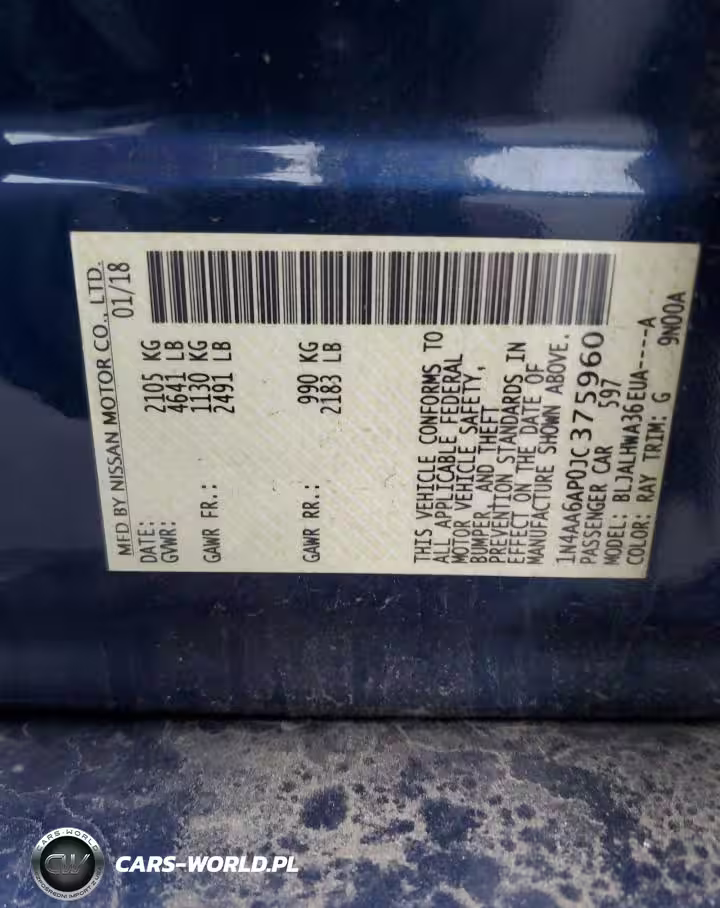 MFD BY NISSAN MOTOR CO., LTD.
DATE: 01/18
GVWR: 2105 KG
4641 LB
GAWR FR.: 1130 KG
2491 LB
GAWR RR.: 990 KG
2183 LB
THIS VEHICLE CONFORMS TO
ALL APPLICABLE FEDERAL
MOTOR VEHICLE SAFETY,
BUMPER, AND THEFT
PREVENTION STANDARDS IN
EFFECT ON THE DATE OF
MANUFACTURE SHOWN ABOVE.
1N4AA6AP0JC375960
PASSENGER CAR 597
MODEL: BLJALHWA36EUA----A
COLOR: RAY TRIM: G 9N00A
CARS-WORLD
CW
CARS-WORLD.PL